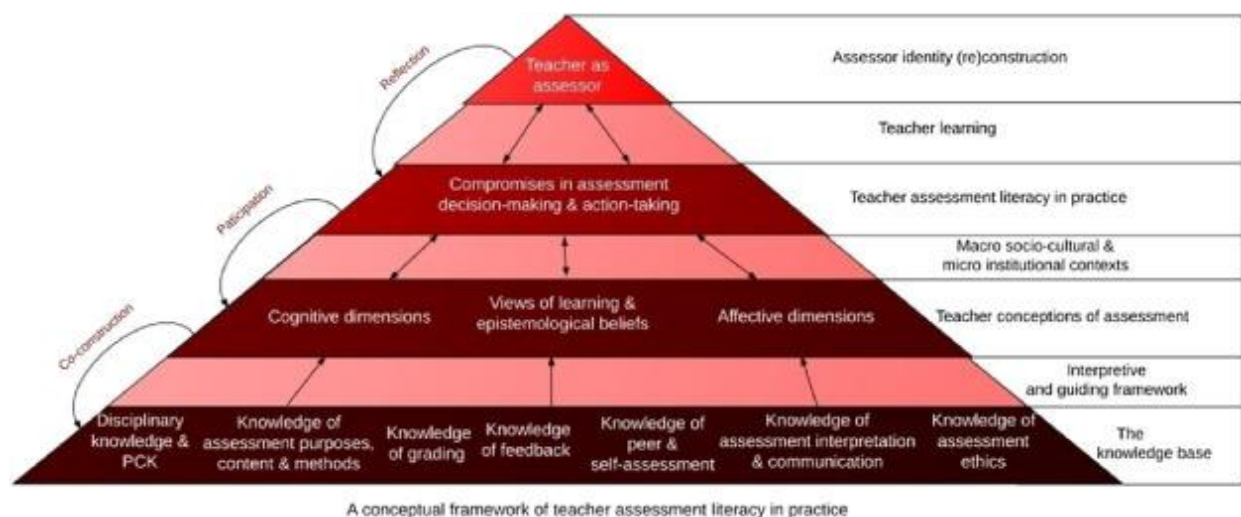 Reflection
Teacher as
assessor
Assessor identity (re)construction
Teacher learning
Paticipation
Compromises in assessment
decision-making & action-taking
Teacher assessment literacy in practice
Macro socio-cultural &
micro institutional contexts
Co-construction
Cognitive dimensions
Views of learning &
epistemological beliefs
Affective dimensions
Teacher conceptions of assessment
Interpretive
and guiding framework
Disciplinary
knowledge &
PCK
Knowledge of
assessment purposes,
content & methods
Knowledge
of grading
Knowledge
of feedback
Knowledge of
peer &
self-assessment
Knowledge of
assessment interpretation
& communication
Knowledge of
assessment
ethics
The
knowledge base
A conceptual framework of teacher assessment literacy in practice